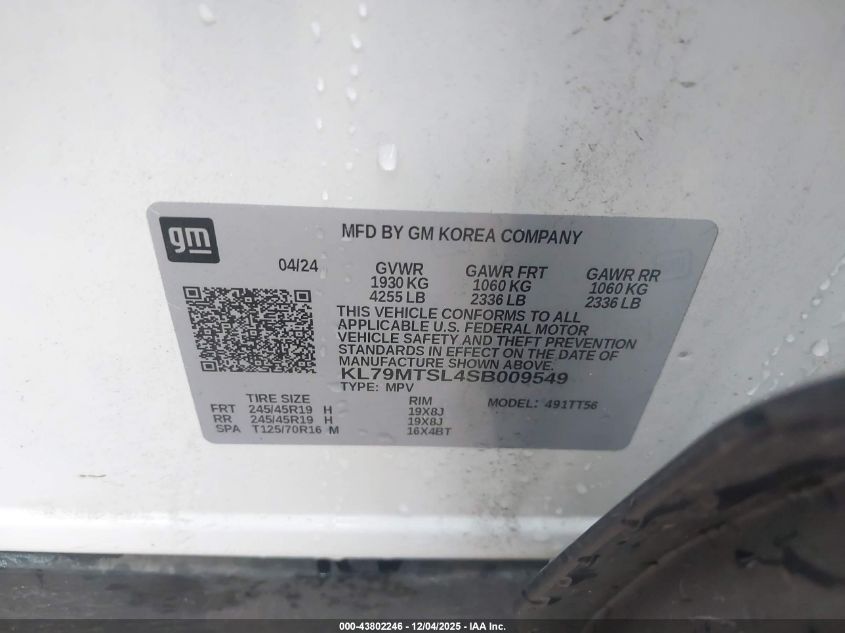 gm
MFD BY GM KOREA COMPANY
04/24 GVWR GAWR FRT GAWR RR
1930 KG 1060 KG 1060 KG
4255 LB 2336 LB 2336 LB
THIS VEHICLE CONFORMS TO ALL
APPLICABLE U.S. FEDERAL MOTOR
VEHICLE SAFETY AND THEFT PREVENTION
STANDARDS IN EFFECT ON THE DATE OF
MANUFACTURE SHOWN ABOVE.
KL79MTSL4SB009549
TYPE: MPV
TIRE SIZE RIM MODEL: 491TT56
FRT 245/45R19 H 19X8J
RR 245/45R19 H 19X8J
SPA T125/70R16 M 16X4BT
000-43802246 - 12/04/2025 - IAA Inc.